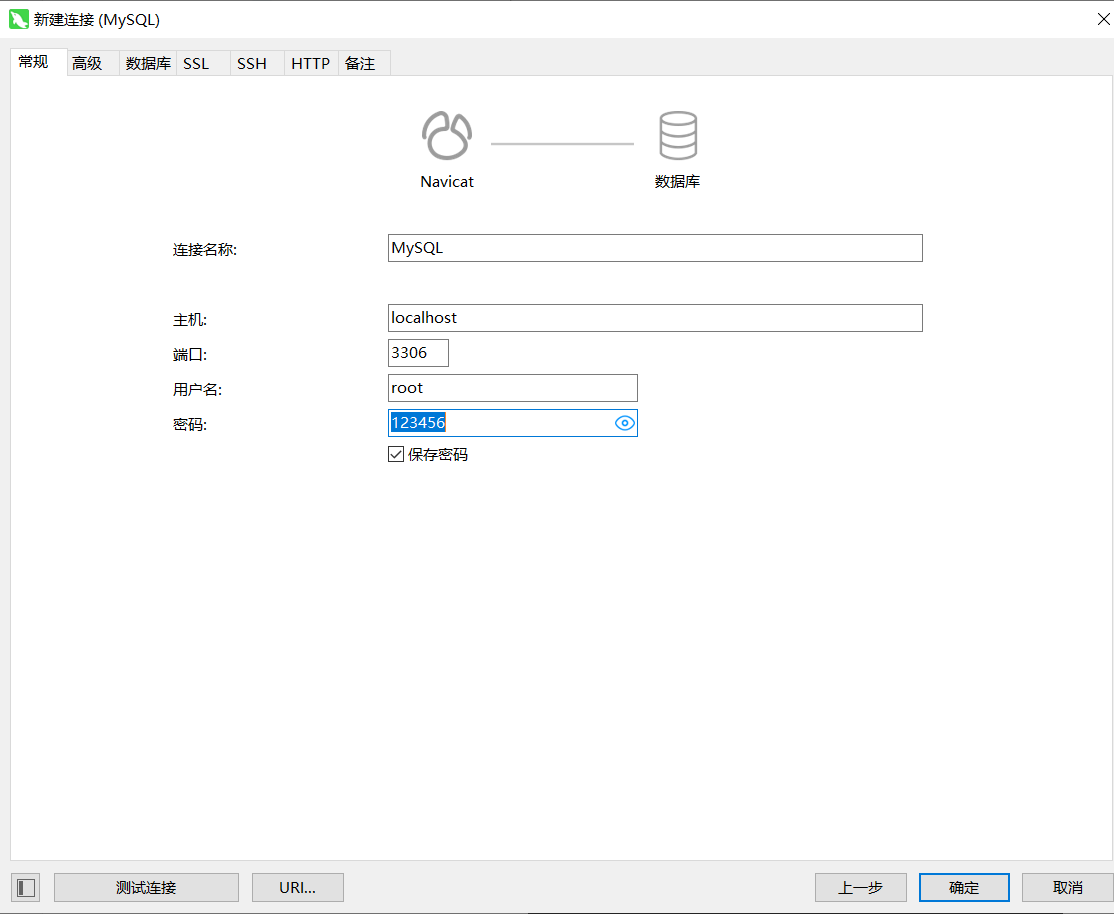 新建连接 (MySQL)
常规 高级 数据库 SSL SSH HTTP 备注
Navicat 数据库
连接名称: MySQL
主机: localhost
端口: 3306
用户名: root
密码: 123456
保存密码
测试连接 URI... 上一步 确定 取消